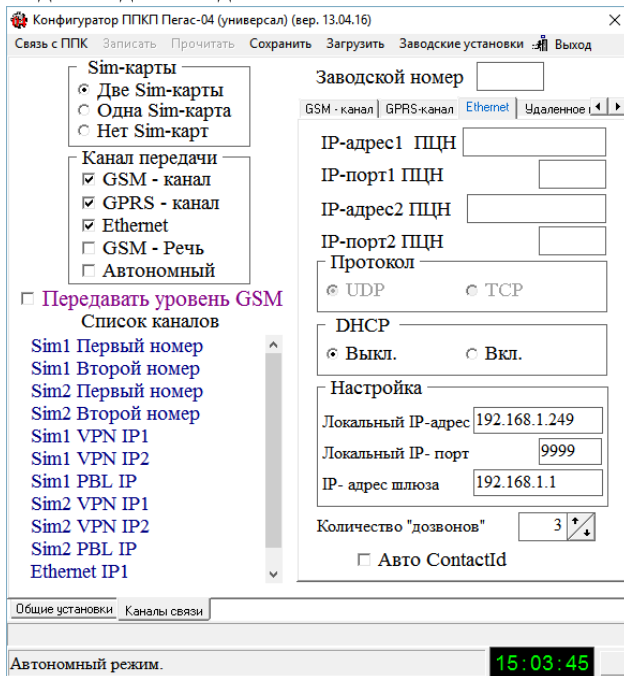 Конфигуратор ППКП Пегас-04 (универсал) (вер. 13.04.16)
Связь с ППК Записать Прочитать Сохранить Загрузить Заводские установки Выход
Sim-карты
Две Sim-карты
Одна Sim-карта
Нет Sim-карт
Канал передачи
GSM - канал
GPRS - канал
Ethernet
GSM - Речь
Автономный
Передавать уровень GSM
Список каналов
Sim1 Первый номер
Sim1 Второй номер
Sim2 Первый номер
Sim2 Второй номер
Sim1 VPN IP1
Sim1 VPN IP2
Sim1 PBL IP
Sim2 VPN IP1
Sim2 VPN IP2
Sim2 PBL IP
Ethernet IP1
Заводской номер
GSM - канал GPRS-канал Ethernet Удаленное
IP-адрес1 ПЦН
IP-порт1 ПЦН
IP-адрес2 ПЦН
IP-порт2 ПЦН
Протокол
UDP TCP
DHCP
Выкл. Вкл.
Настройка
Локальный IP-адрес 192.168.1.249
Локальный IP- порт 9999
IP- адрес шлюза 192.168.1.1
Количество "дозвонов" 3
Авто ContactId
Общие установки Каналы связи
Автономный режим. 15:03:45